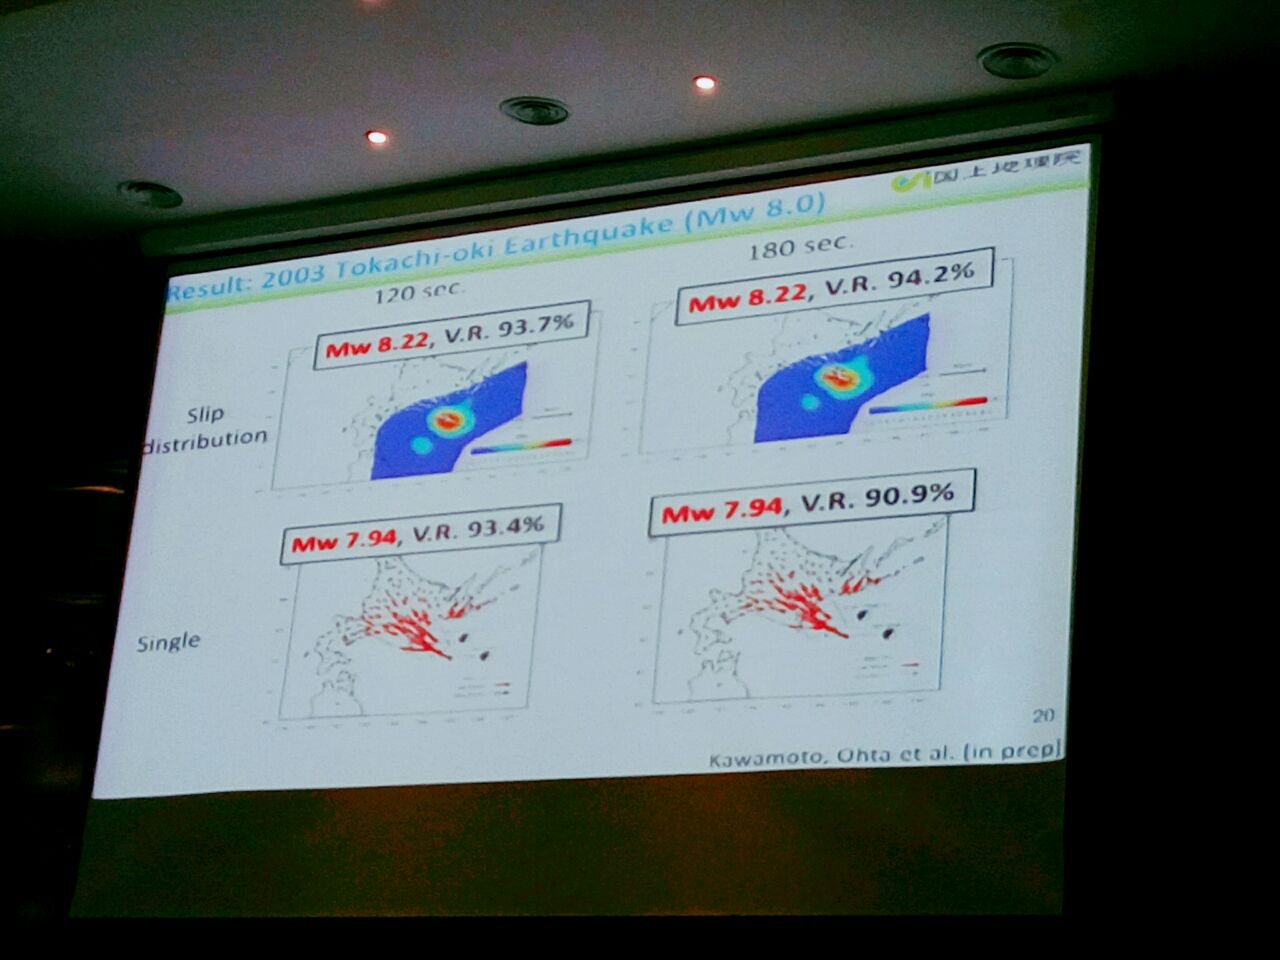 国土地理院
Result: 2003 Tokachi-oki Earthquake (Mw 8.0)
120 sec.
180 sec.
Mw 8.22, V.R. 93.7%
Mw 8.22, V.R. 94.2%
Slip
distribution
Mw 7.94, V.R. 93.4%
Mw 7.94, V.R. 90.9%
Single
20
Kawamoto, Ohta et al. (in prep)